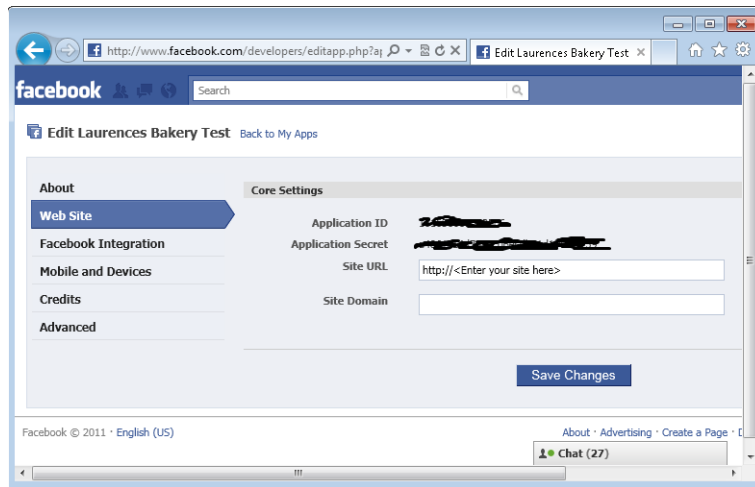 http://www.facebook.com/developers/editapp.php?a
Edit Laurences Bakery Test
facebook
Search
Edit Laurences Bakery Test Back to My Apps
About
Core Settings
Web Site
Application ID
Facebook Integration
Application Secret
Mobile and Devices
Site URL
http://<Enter your site here>
Credits
Site Domain
Advanced
Save Changes
Facebook © 2011 · English (US)
About · Advertising · Create a Page ·
Chat (27)